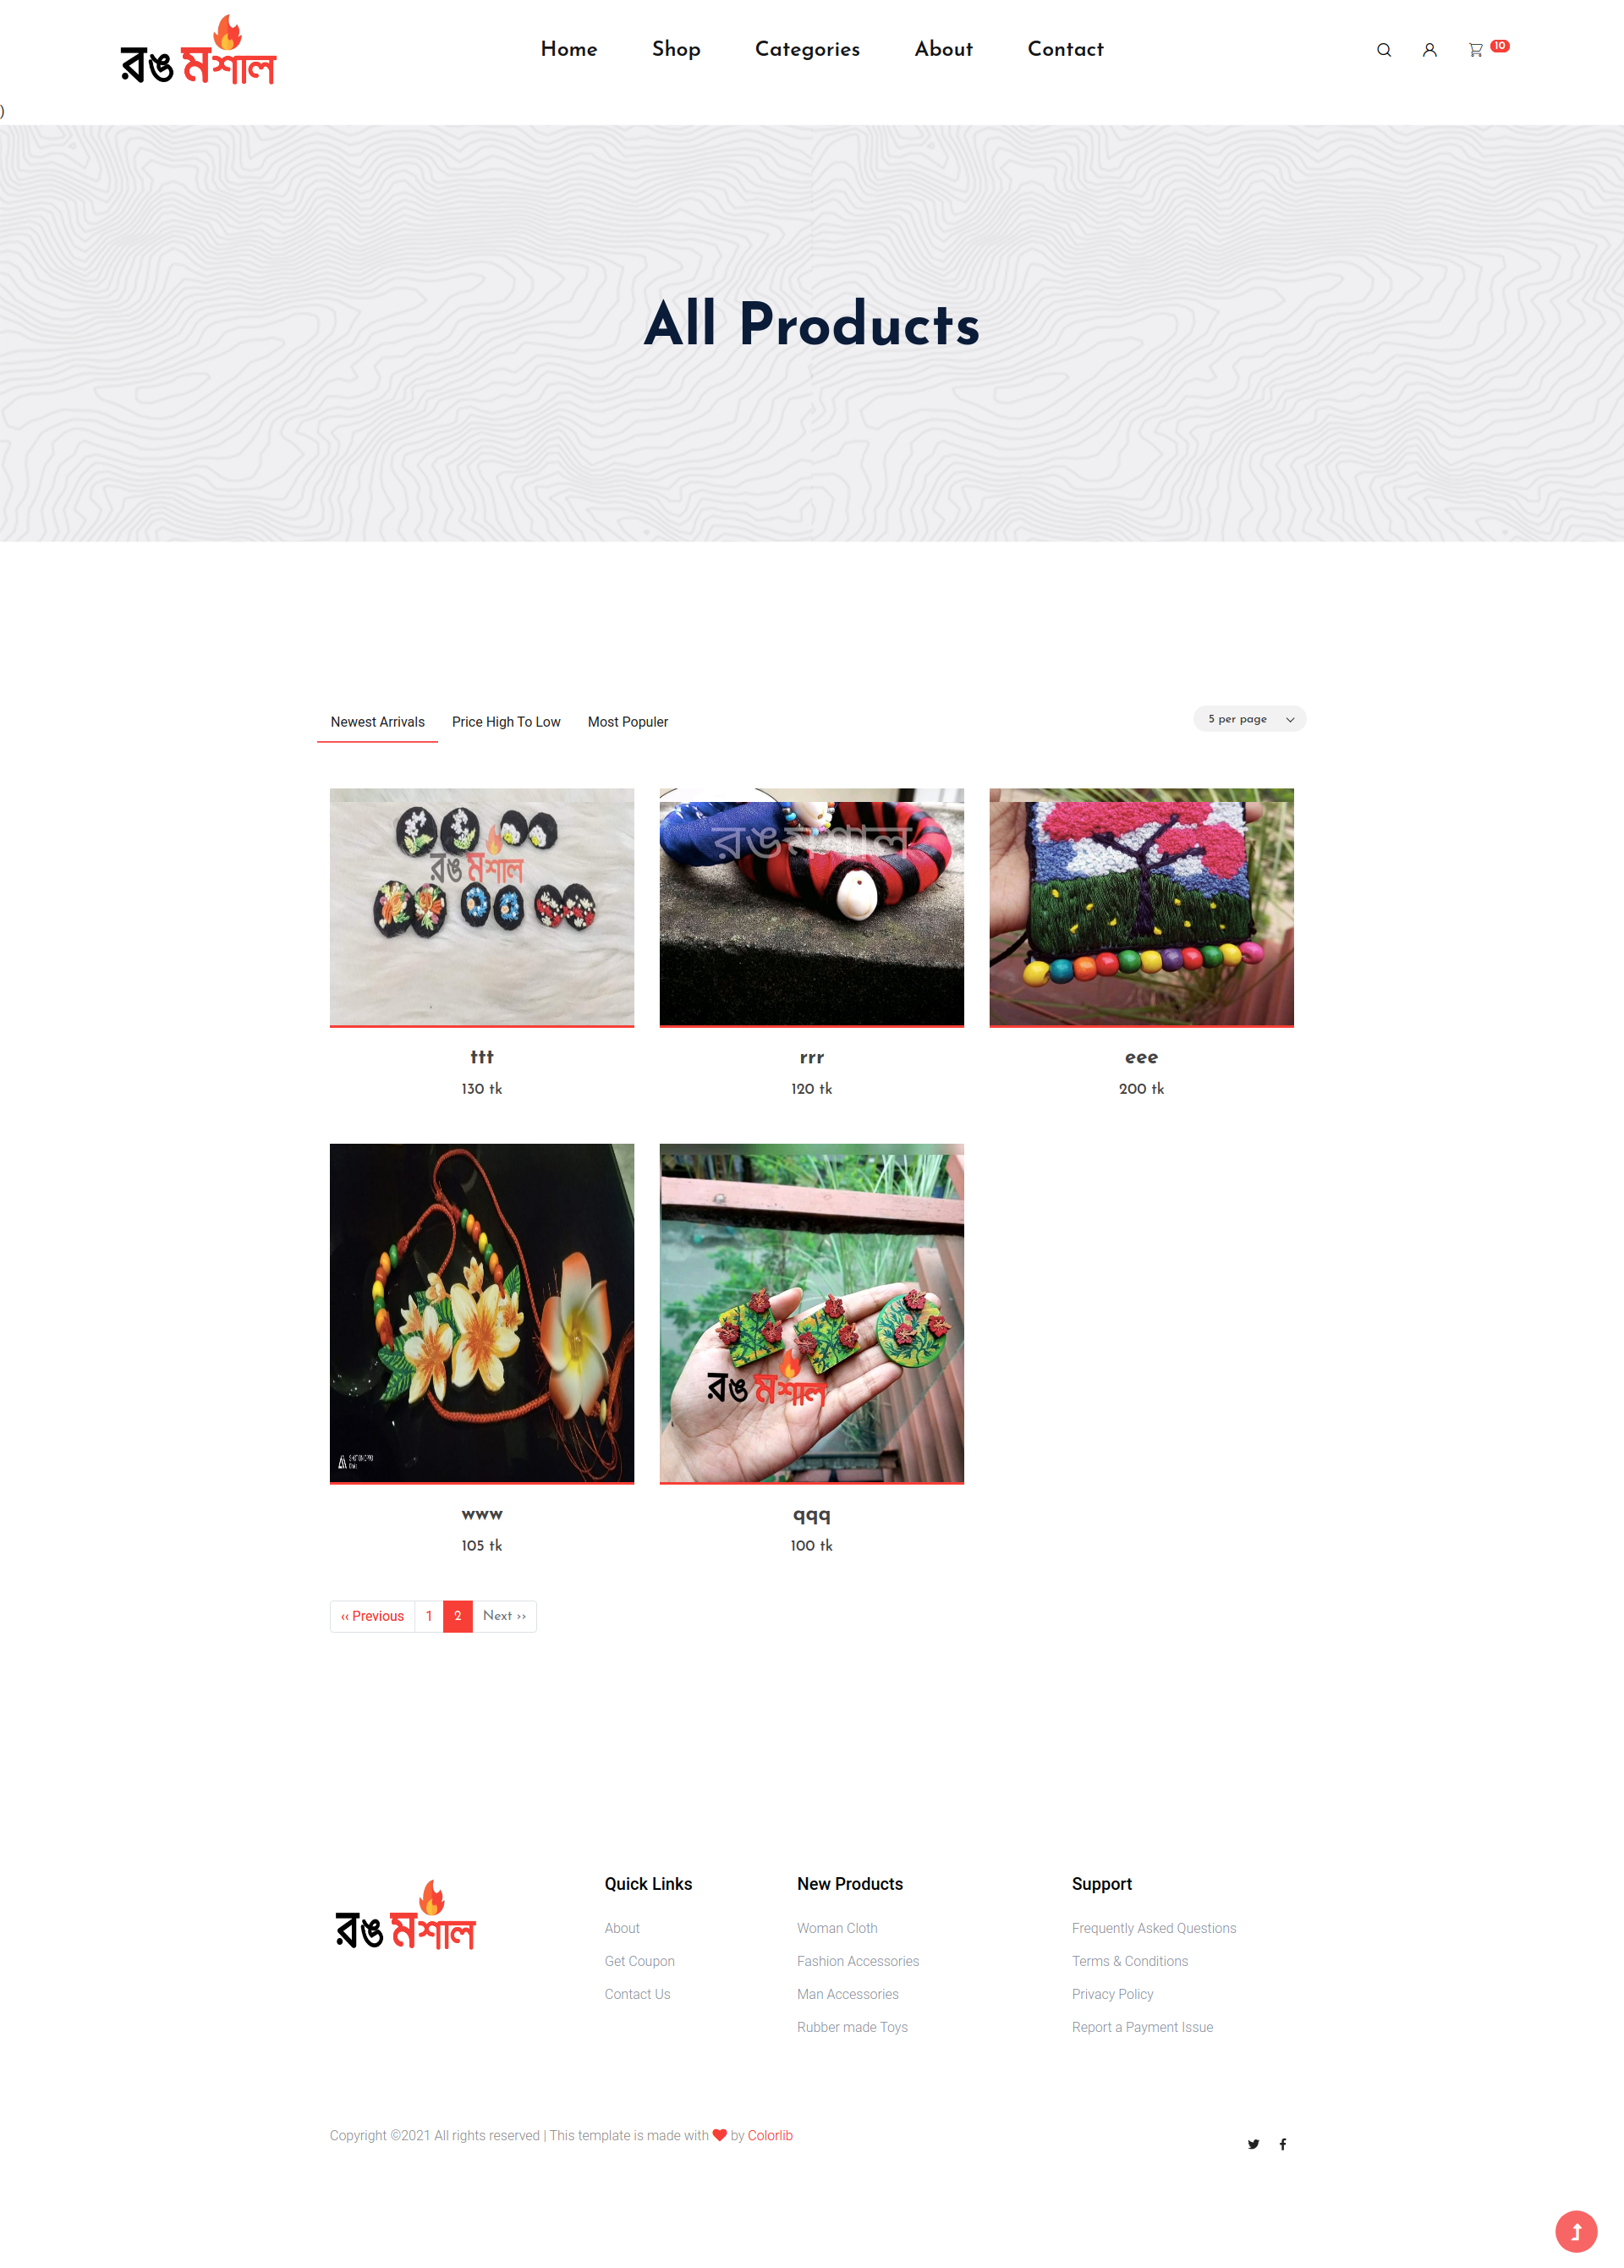 রঙ মশাল
Home Shop Categories About Contact
10
)
All Products
Newest Arrivals Price High To Low Most Populer
5 per page
রঙ মশাল
রঙমশাল
ttt
130 tk
rrr
120 tk
eee
200 tk
রঙ মশাল
www
105 tk
qqq
100 tk
‹‹ Previous 1 2 Next ››
রঙ মশাল
Quick Links
About
Get Coupon
Contact Us
New Products
Woman Cloth
Fashion Accessories
Man Accessories
Rubber made Toys
Support
Frequently Asked Questions
Terms & Conditions
Privacy Policy
Report a Payment Issue
Copyright ©2021 All rights reserved | This template is made with by Colorlib